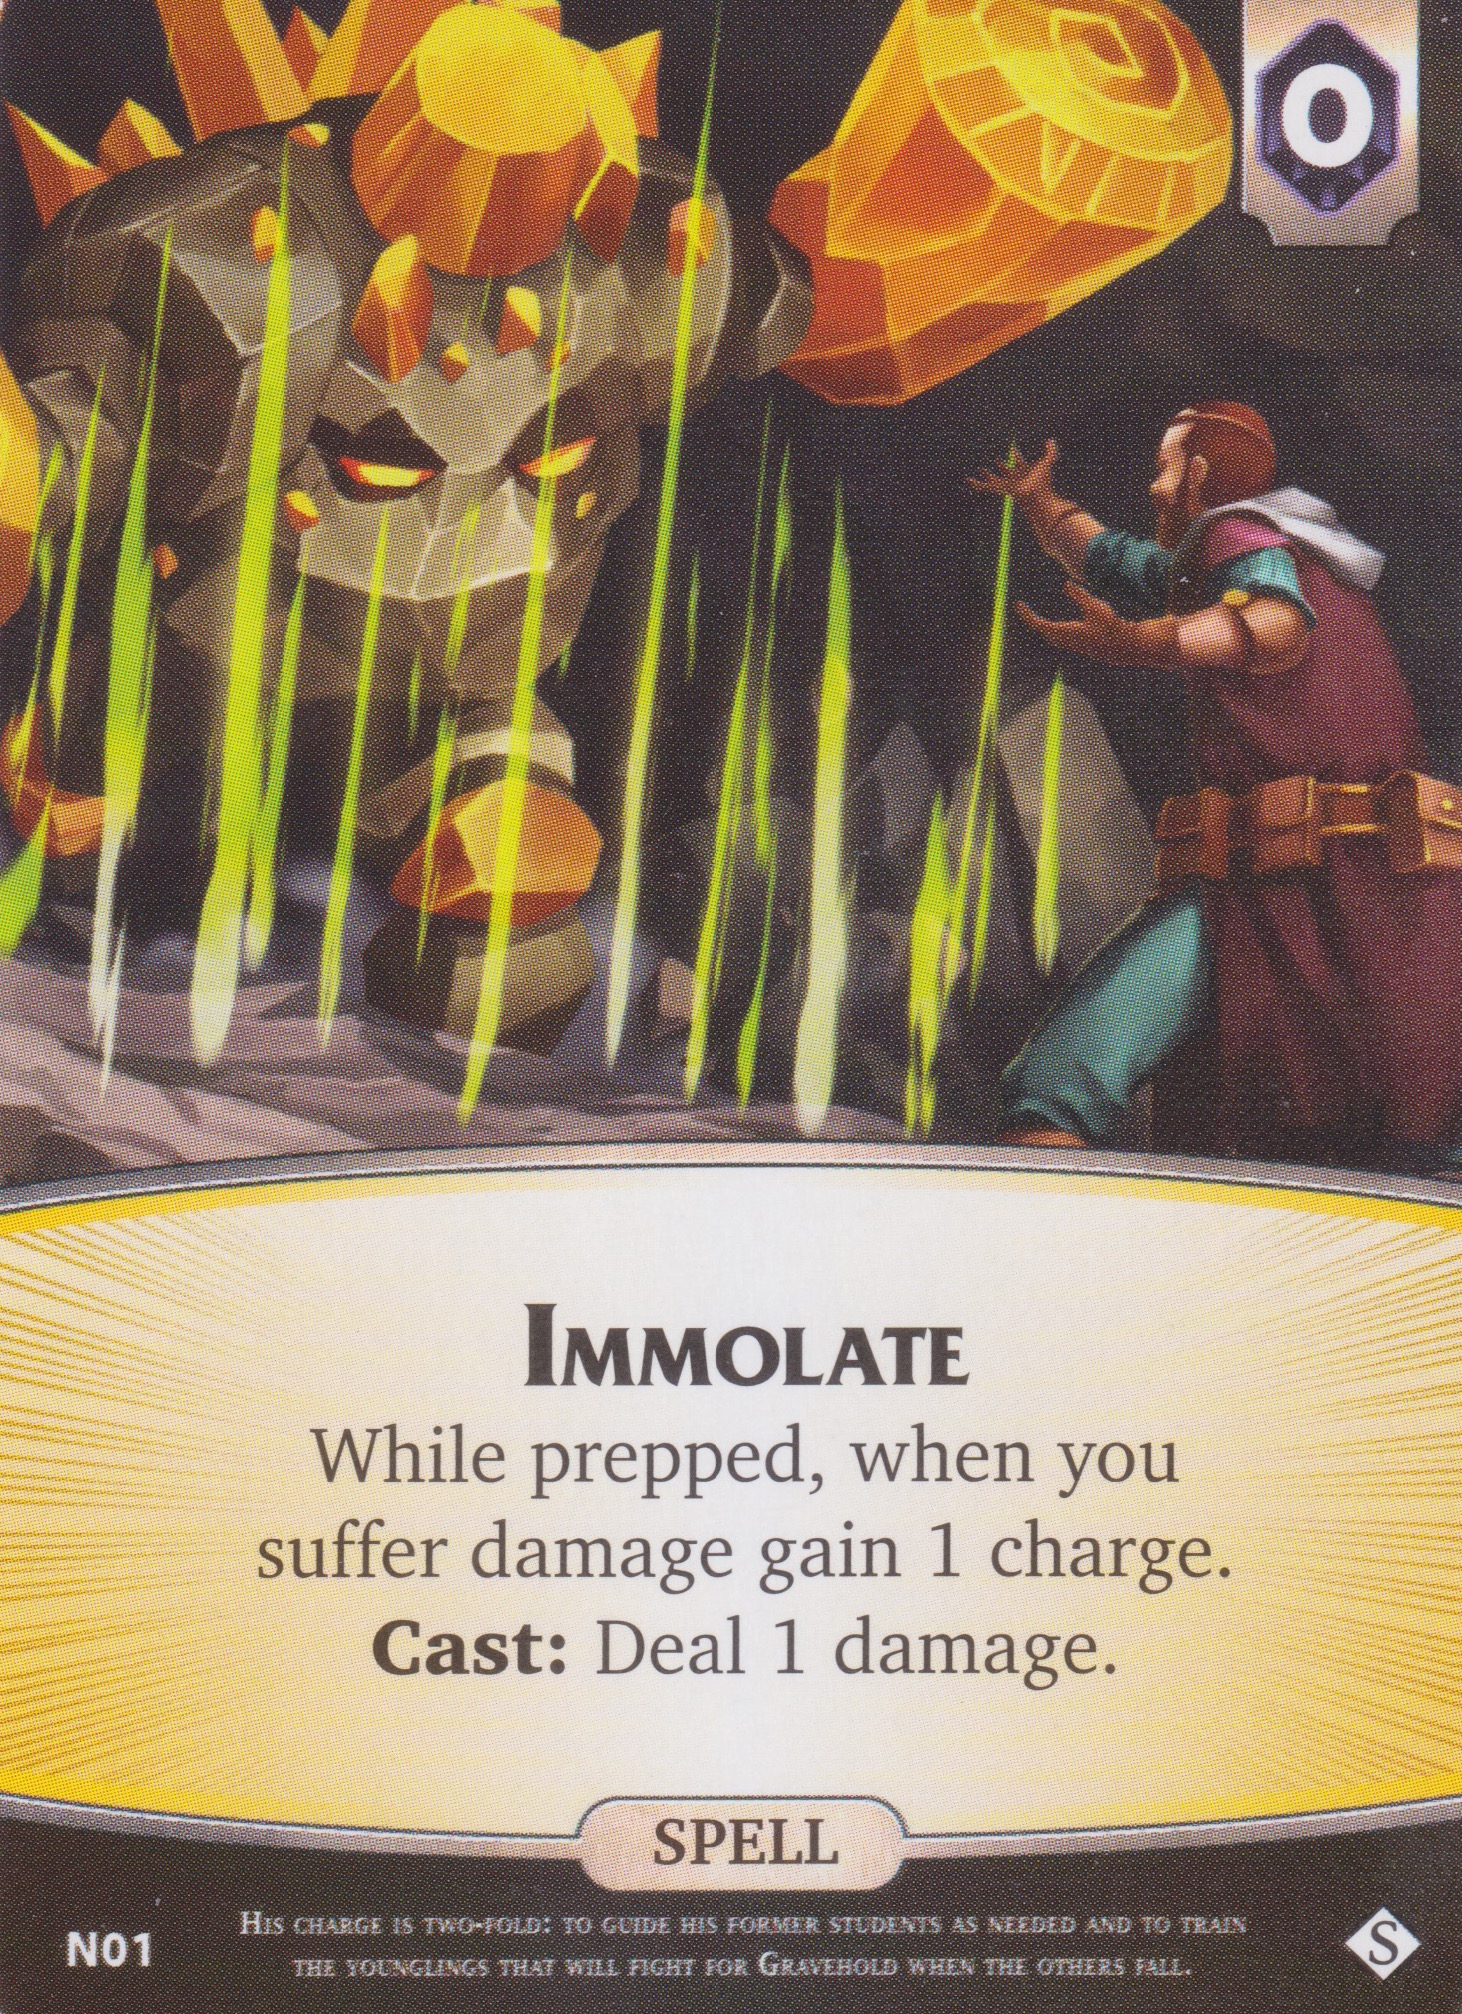 0
Immolate
While prepped, when you
suffer damage gain 1 charge.
Cast: Deal 1 damage.
SPELL
His charge is two-fold: to guide his former students as needed and to train
the younglings that will fight for Gravehold when the others fall.
N01
S